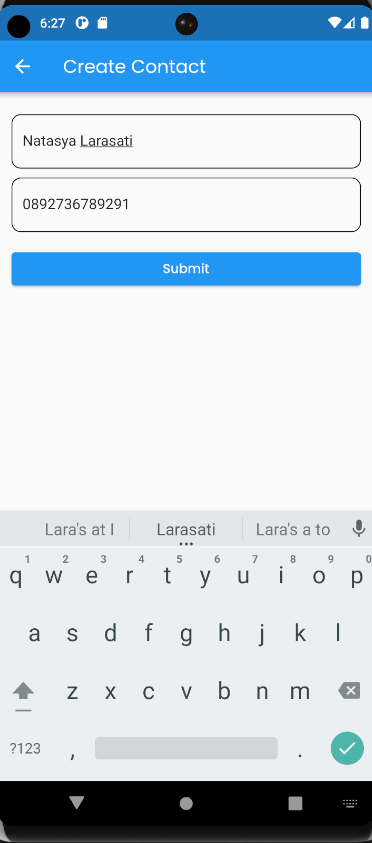 6:27
Create Contact
Natasya Larasati
0892736789291
Submit
Lara's at I Larasati Lara's a to
1 2 3 4 5 6 7 8 9 0
q w e r t y u i o p
a s d f g h j k l
z x c v b n m
?123 , .